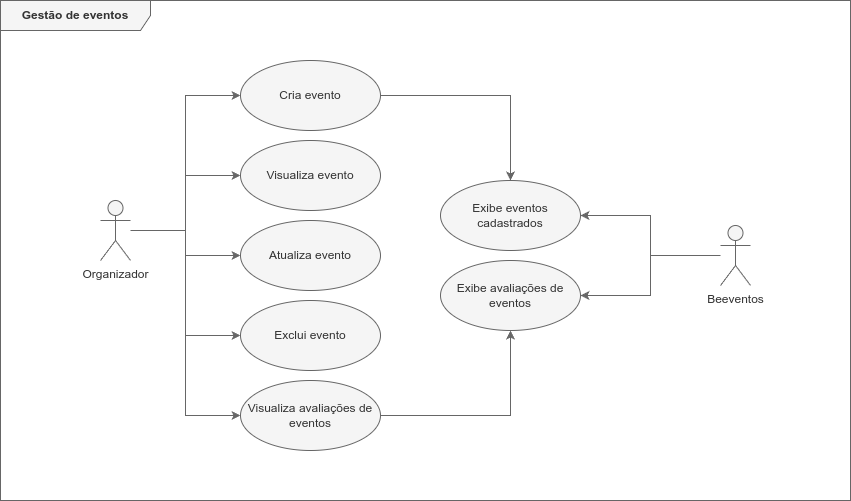 Gestão de eventos
Cria evento
Visualiza evento
Atualiza evento
Exclui evento
Visualiza avaliações de
eventos
Organizador
Exibe eventos
cadastrados
Exibe avaliações de
eventos
Beeventos